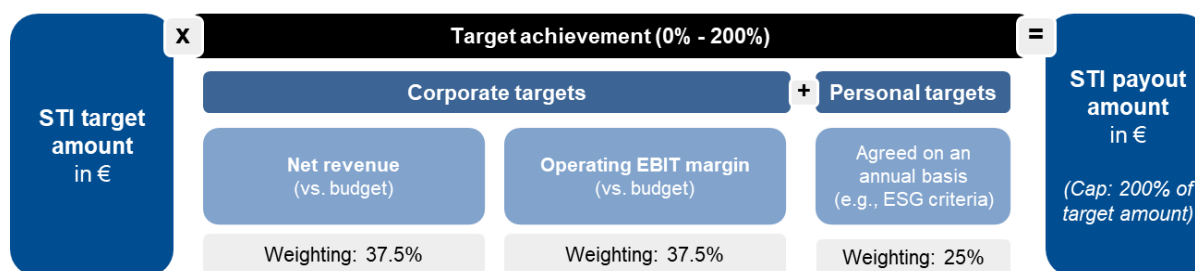 STI target
amount
in €
x
Target achievement (0% - 200%)
=
Corporate targets
+
Personal targets
Net revenue
(vs. budget)
Operating EBIT margin
(vs. budget)
Agreed on an
annual basis
(e.g., ESG criteria)
Weighting: 37.5%
Weighting: 37.5%
Weighting: 25%
STI payout
amount
in €
(Cap: 200% of
target amount)